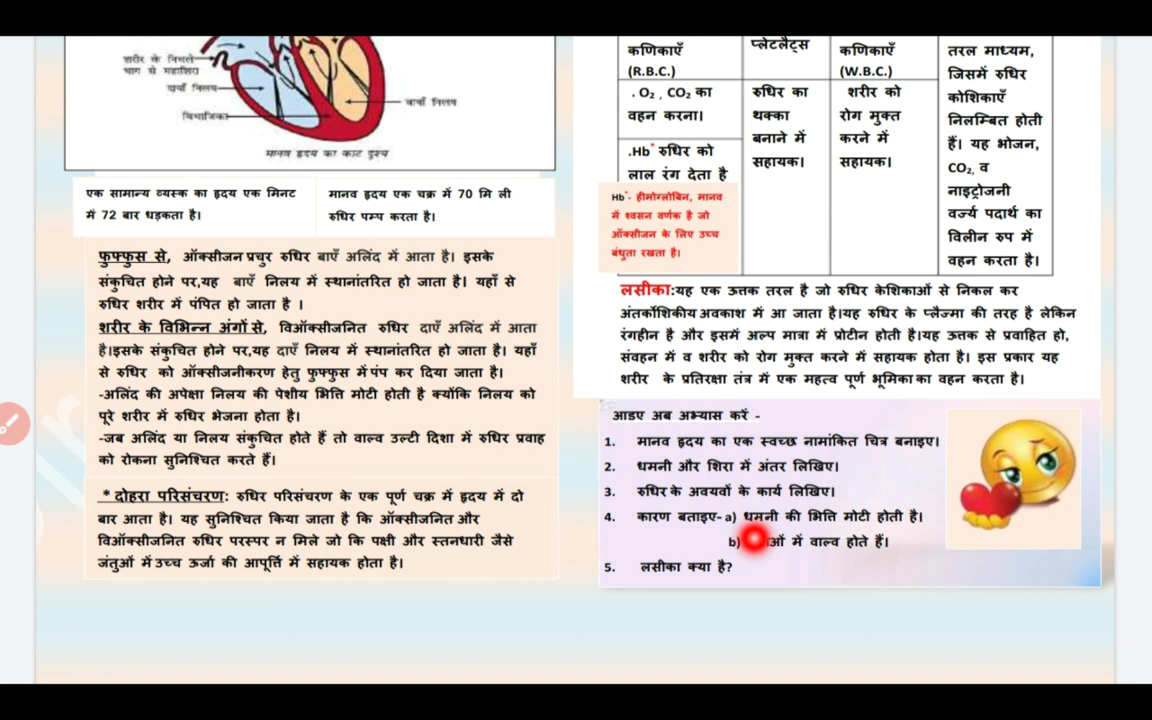 शरीर के निचले
भाग से महाशिरा
दायाँ निलय
विभाजिका
बायाँ निलय
मानव हृदय का काट दृश्य
एक सामान्य व्यस्क का हृदय एक मिनट
में 72 बार धड़कता है।
मानव हृदय एक चक्र में 70 मि ली
रुधिर पम्प करता है।
फुफ्फुस से, ऑक्सीजन प्रचुर रुधिर बाएँ अलिंद में आता है। इसके
संकुचित होने पर,यह बाएँ निलय में स्थानांतरित हो जाता है। यहाँ से
रुधिर शरीर में पंपित हो जाता है ।
शरीर के विभिन्न अंगों से, विऑक्सीजनित रुधिर दाएँ अलिंद में आता
है।इसके संकुचित होने पर,यह दाएँ निलय में स्थानांतरित हो जाता है। यहाँ
से रुधिर को ऑक्सीजनीकरण हेतु फुफ्फुस में पंप कर दिया जाता है।
-अलिंद की अपेक्षा निलय की पेशीय भित्ति मोटी होती है क्योंकि निलय को
पूरे शरीर में रुधिर भेजना होता है।
-जब अलिंद या निलय संकुचित होते हैं तो वाल्व उल्टी दिशा में रुधिर प्रवाह
को रोकना सुनिश्चित करते हैं।
* दोहरा परिसंचरण: रुधिर परिसंचरण के एक पूर्ण चक्र में हृदय में दो
बार आता है। यह सुनिश्चित किया जाता है कि ऑक्सीजनित और
विऑक्सीजनित रुधिर परस्पर न मिले जो कि पक्षी और स्तनधारी जैसे
जंतुओं में उच्च ऊर्जा की आपूर्ति में सहायक होता है।
कणिकाएँ
(R.B.C.)
प्लेटलैट्स
कणिकाएँ
(W.B.C.)
. O₂ , CO₂ का
वहन करना।
.Hb* रुधिर को
लाल रंग देता है
रुधिर का
थक्का
बनाने में
सहायक।
शरीर को
रोग मुक्त
करने में
सहायक।
तरल माध्यम,
जिसमें रुधिर
कोशिकाएँ
निलम्बित होती
हैं। यह भोजन,
CO₂, व
नाइट्रोजनी
वर्ज्य पदार्थ का
विलीन रुप में
वहन करता है।
Hb*- हीमोग्लोबिन, मानव
में श्वसन वर्णक है जो
ऑक्सीजन के लिए उच्च
बंधुता रखता है।
लसीका:यह एक ऊत्तक तरल है जो रुधिर केशिकाओं से निकल कर
अंतर्कोशिकीय अवकाश में आ जाता है।यह रुधिर के प्लैज्मा की तरह है लेकिन
रंगहीन है और इसमें अल्प मात्रा में प्रोटीन होती है।यह ऊत्तक से प्रवाहित हो,
संवहन में व शरीर को रोग मुक्त करने में सहायक होता है। इस प्रकार यह
शरीर के प्रतिरक्षा तंत्र में एक महत्व पूर्ण भूमिका का वहन करता है।
आडए अब अभ्यास करें -
1. मानव हृदय का एक स्वच्छ नामांकित चित्र बनाइए।
2. धमनी और शिरा में अंतर लिखिए।
3. रुधिर के अवयवों के कार्य लिखिए।
4. कारण बताइए- a) धमनी की भित्ति मोटी होती है।
b) में वाल्व होते हैं।
5. लसीका क्या है?